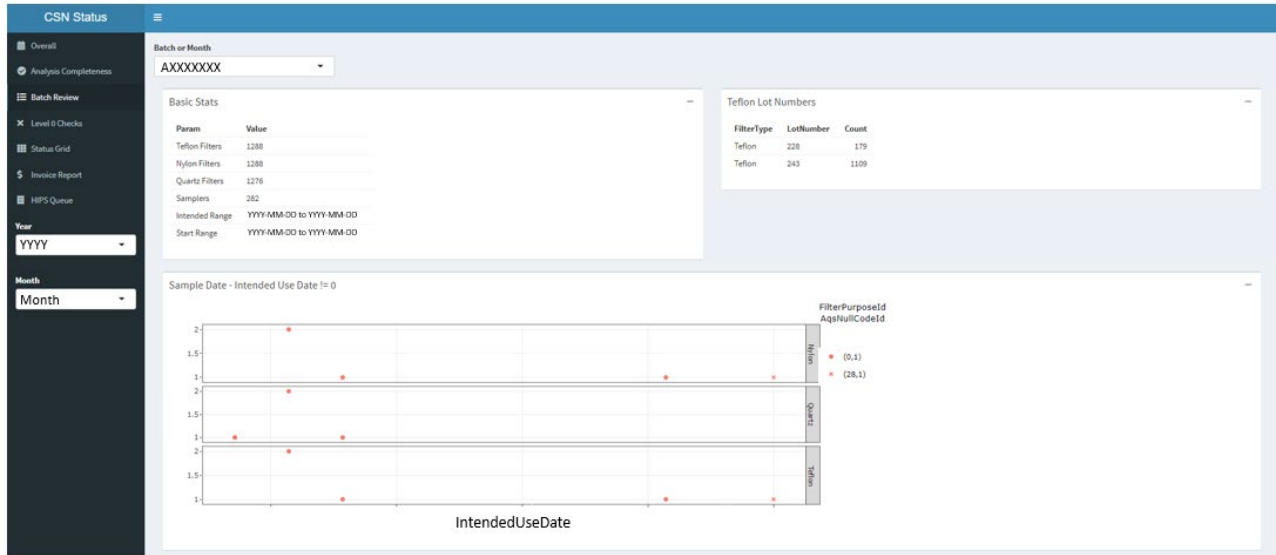 CSN Status
Overall
Analysis Completeness
Batch Review
Level 0 Checks
Status Grid
$ Invoice Report
HIPS Queue
Year
YYYY
Month
Month
Batch or Month
AXXXXXXX
Basic Stats
Param Value
Teflon Filters 1288
Nylon Filters 1288
Quartz Filters 1276
Samplers 282
Intended Range YYYY-MM-DD to YYYY-MM-DD
Start Range YYYY-MM-DD to YYYY-MM-DD
Teflon Lot Numbers
FilterType LotNumber Count
Teflon 228 179
Teflon 243 1109
Sample Date - Intended Use Date != 0
FilterPurposeId
AqsNullCodeId
(0,1)
(28,1)
2
1.5
1
Nylon
2
1.5
1
Quartz
2
1.5
1
Teflon
IntendedUseDate